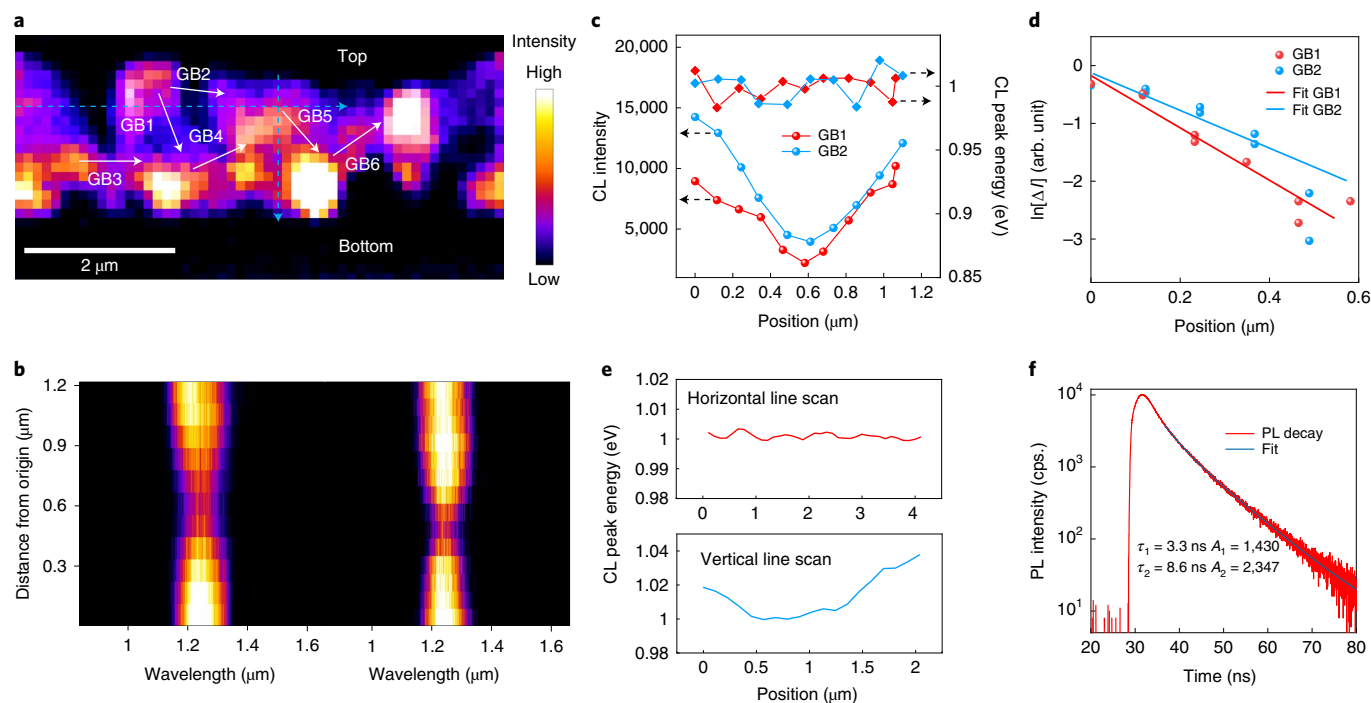 a
Intensity
High
Low
Top
Bottom
GB1
GB2
GB3
GB4
GB5
GB6
2 μm
b
Distance from origin (μm)
1.2
0.9
0.6
0.3
1 1.2 1.4 1.6 1 1.2 1.4 1.6
Wavelength (μm) Wavelength (μm)
c
CL intensity
20,000
17,500
15,000
12,500
10,000
7,500
5,000
GB1
GB2
1
0.95
0.9
0.85
CL peak energy (eV)
0 0.2 0.4 0.6 0.8 1 1.2
Position (μm)
d
ln[ΔI] (arb. unit)
0
−1
−2
−3
GB1
GB2
Fit GB1
Fit GB2
0 0.2 0.4 0.6
Position (μm)
e
CL peak energy (eV)
1.02
1.01
1
0.99
0.98
Horizontal line scan
0 1 2 3 4
1.04
1.02
1
0.98
Vertical line scan
0 0.5 1 1.5 2
Position (μm)
f
PL intensity (cps.)
10⁴
10³
10²
10¹
PL decay
Fit
τ₁ = 3.3 ns A₁ = 1,430
τ₂ = 8.6 ns A₂ = 2,347
20 30 40 50 60 70 80
Time (ns)